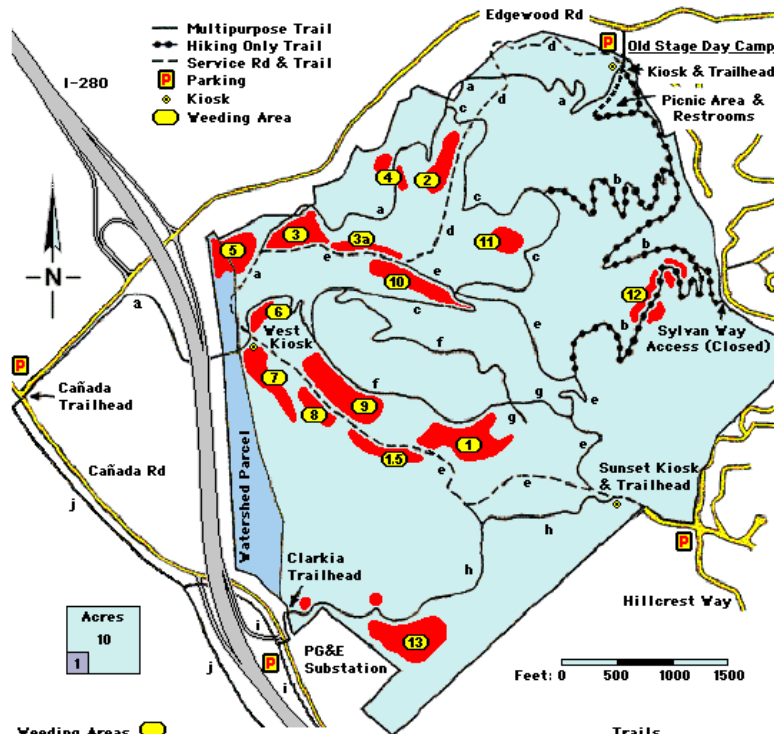 Edgewood Rd
Multipurpose Trail
Hiking Only Trail
Service Rd & Trail
P Parking
Kiosk
Weeding Area
I-280
P
Old Stage Day Camp
Kiosk & Trailhead
Picnic Area &
Restrooms
d
a
d
a
c
b
b
4
2
c
a
d
3
3a
11
5
e
e
c
b
a
10
N
12
a
c
6
e
b
Sylvan Way
Access (Closed)
West
Kiosk
f
P
7
f
g
e
Cañada
Trailhead
9
8
g
1
e
1.5
e
Sunset Kiosk
& Trailhead
Cañada Rd
e
j
Watershed Parcel
h
P
Clarkia
Trailhead
h
Hillcrest Way
Acres
10
1
i
13
j
P
i
PG&E
Substation
Feet: 0 500 1000 1500
Weeding Areas
Trails